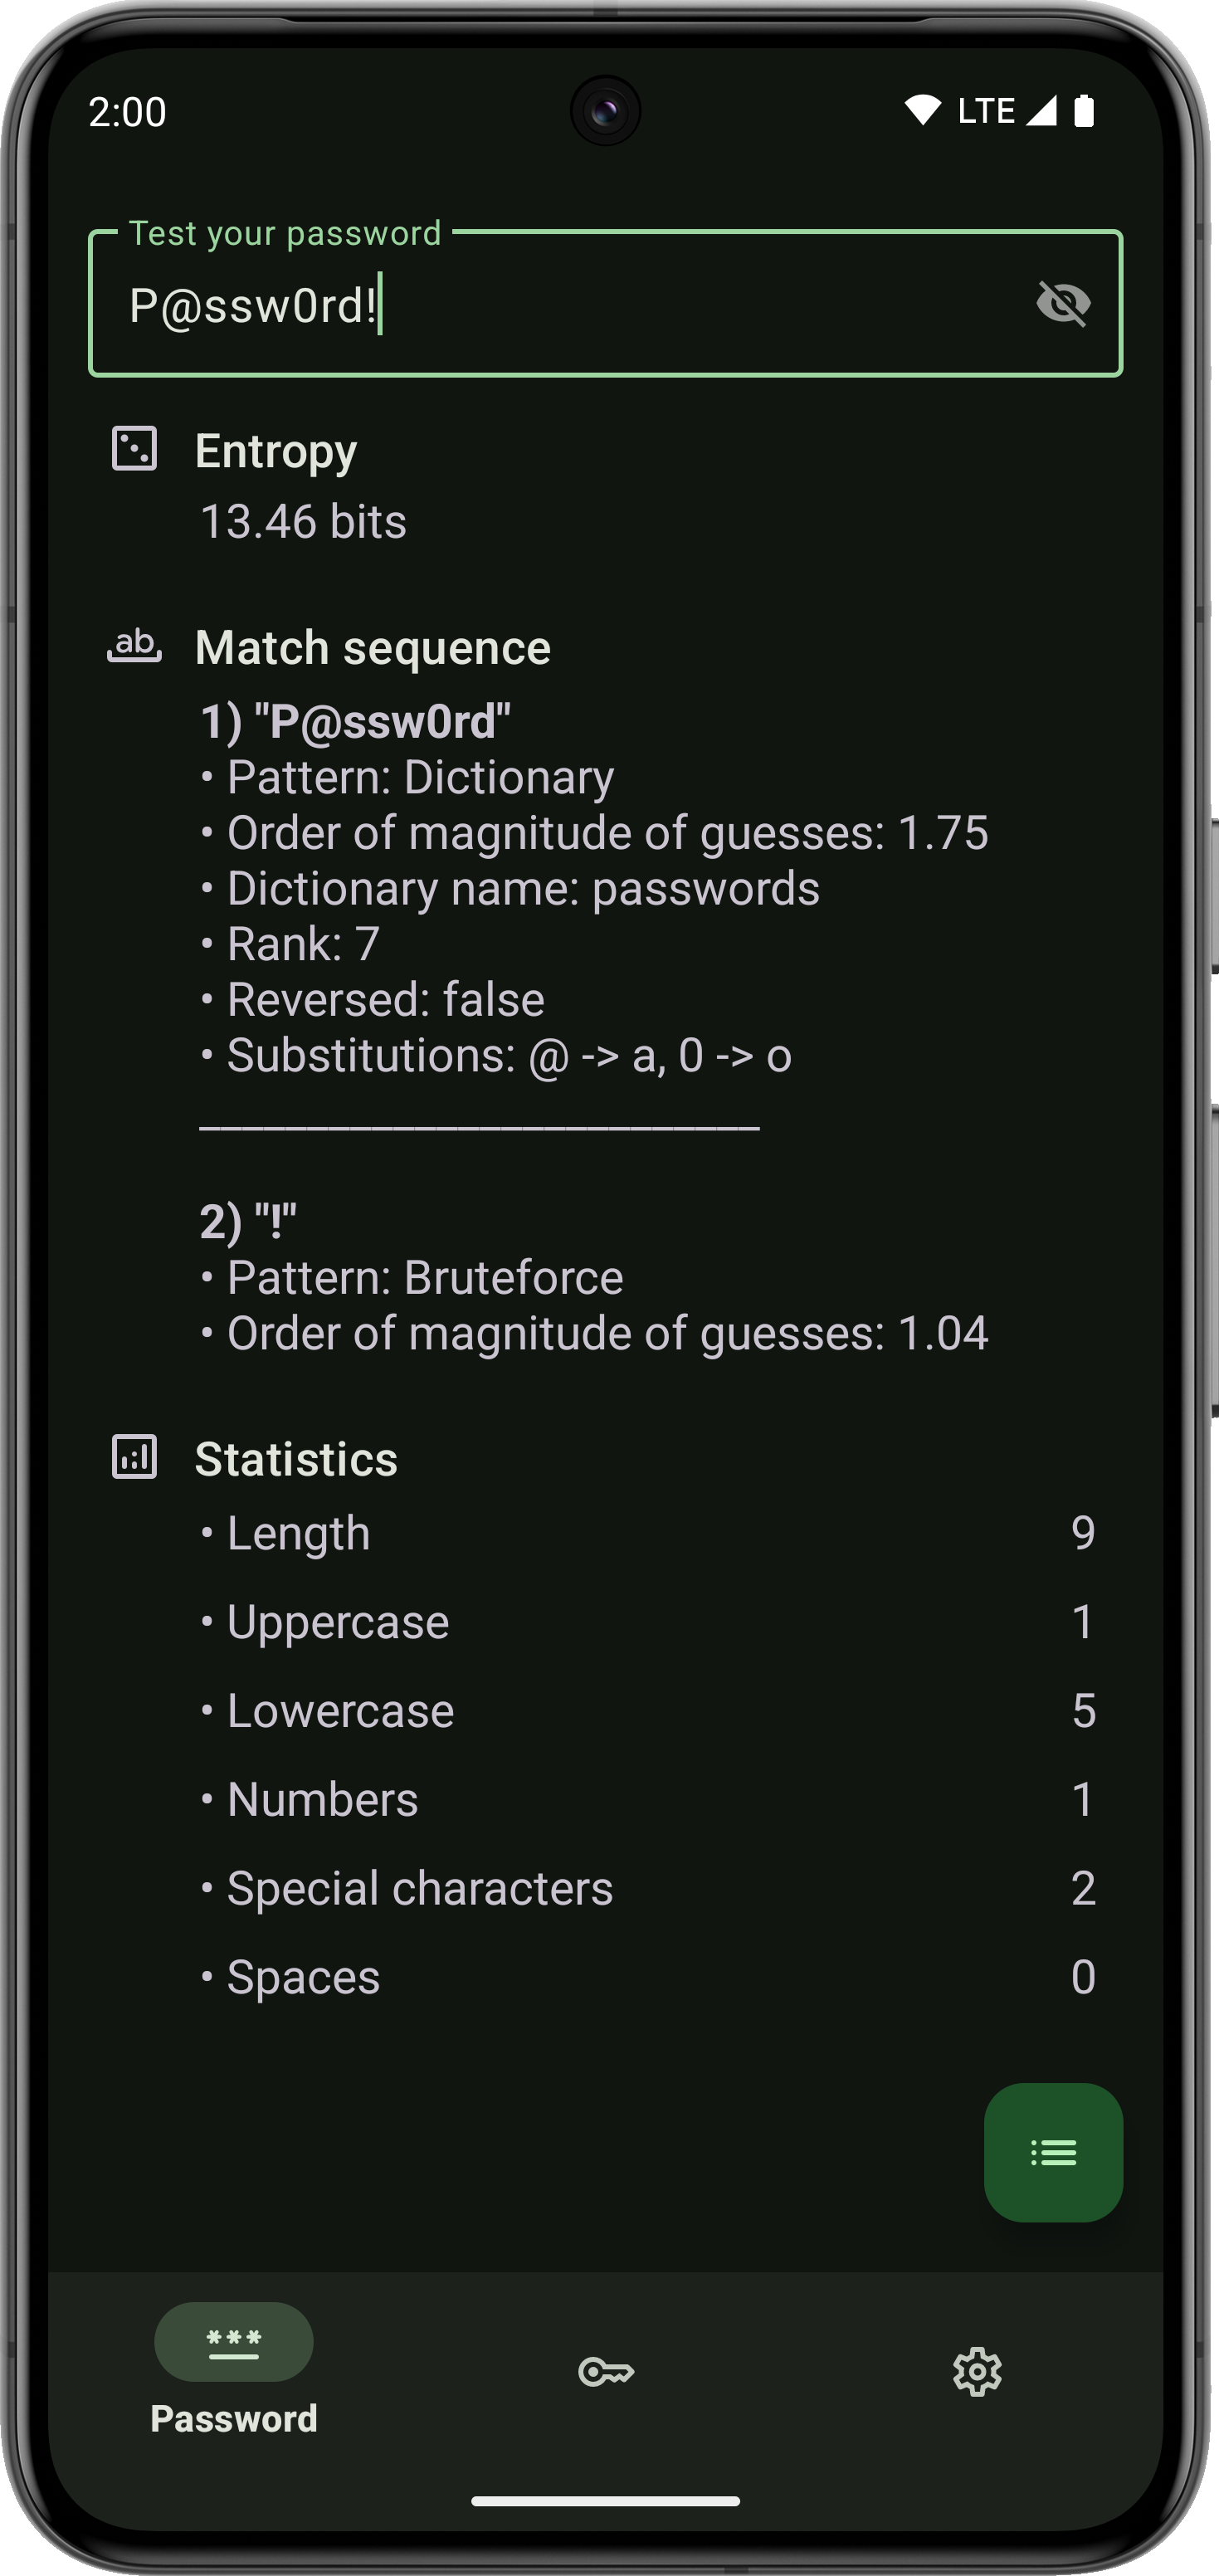 2:00 LTE
Test your password
P@ssw0rd!
Entropy
13.46 bits
ab Match sequence
1) "P@ssw0rd"
• Pattern: Dictionary
• Order of magnitude of guesses: 1.75
• Dictionary name: passwords
• Rank: 7
• Reversed: false
• Substitutions: @ -> a, 0 -> o
__________________________
2) "!"
• Pattern: Bruteforce
• Order of magnitude of guesses: 1.04
Statistics
• Length 9
• Uppercase 1
• Lowercase 5
• Numbers 1
• Special characters 2
• Spaces 0
***
Password